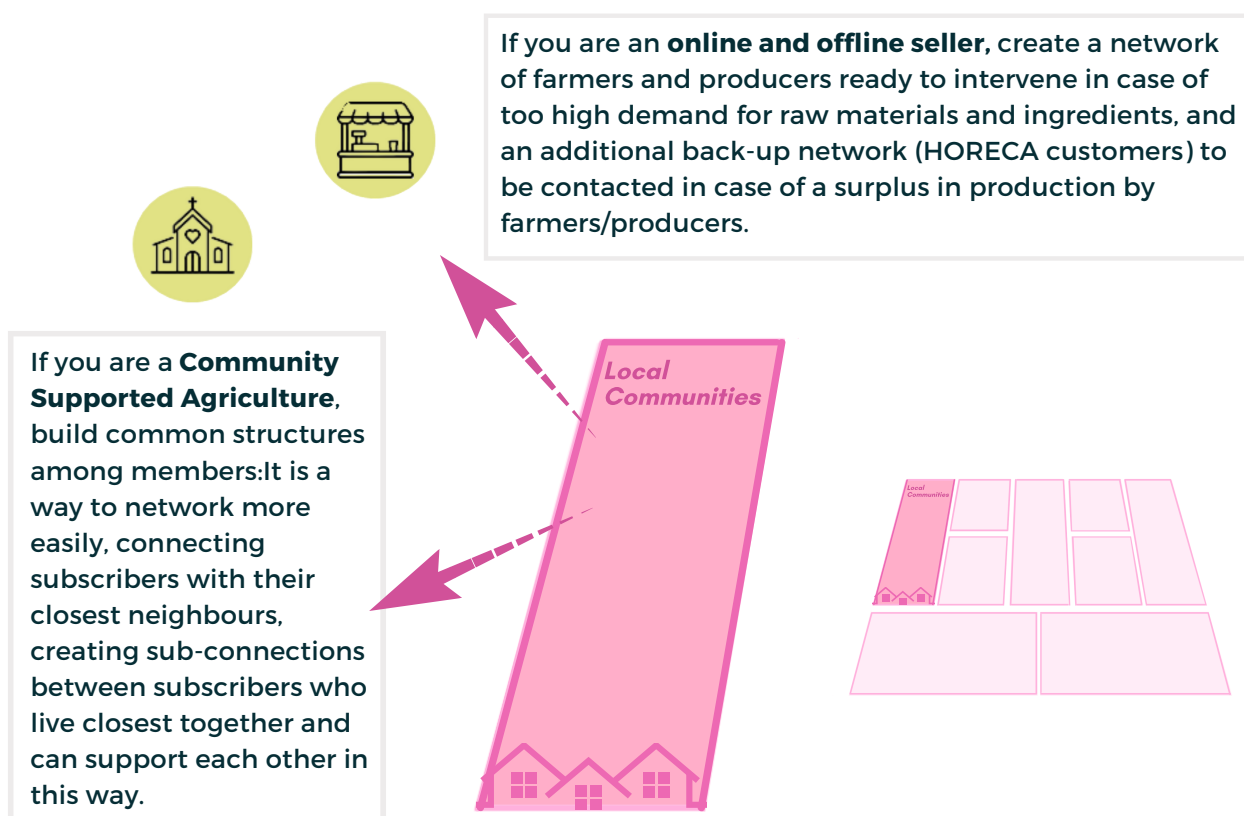 If you are an online and offline seller, create a network
of farmers and producers ready to intervene in case of
too high demand for raw materials and ingredients, and
an additional back-up network (HORECA customers) to
be contacted in case of a surplus in production by
farmers/producers.
If you are a Community
Supported Agriculture,
build common structures
among members:It is a
way to network more
easily, connecting
subscribers with their
closest neighbours,
creating sub-connections
between subscribers who
live closest together and
can support each other in
this way.
Local
Communities
Local
Communities